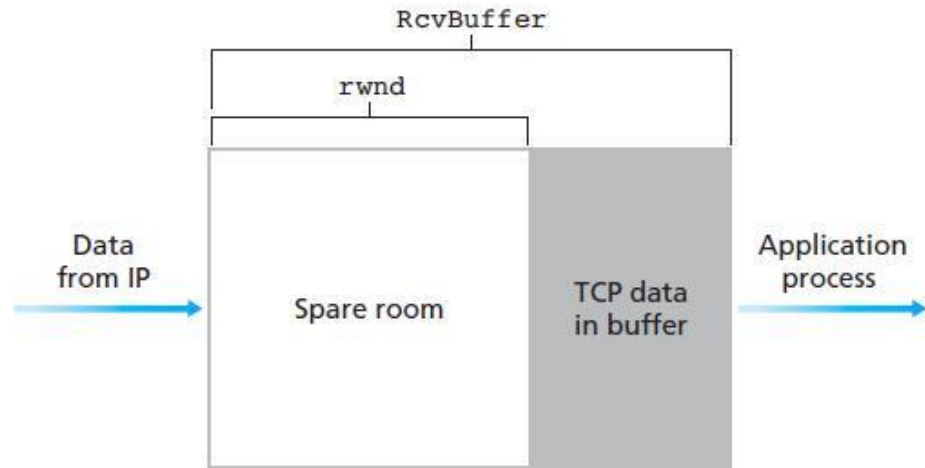 RcvBuffer
rwnd
Data
from IP
Spare room
TCP data
in buffer
Application
process